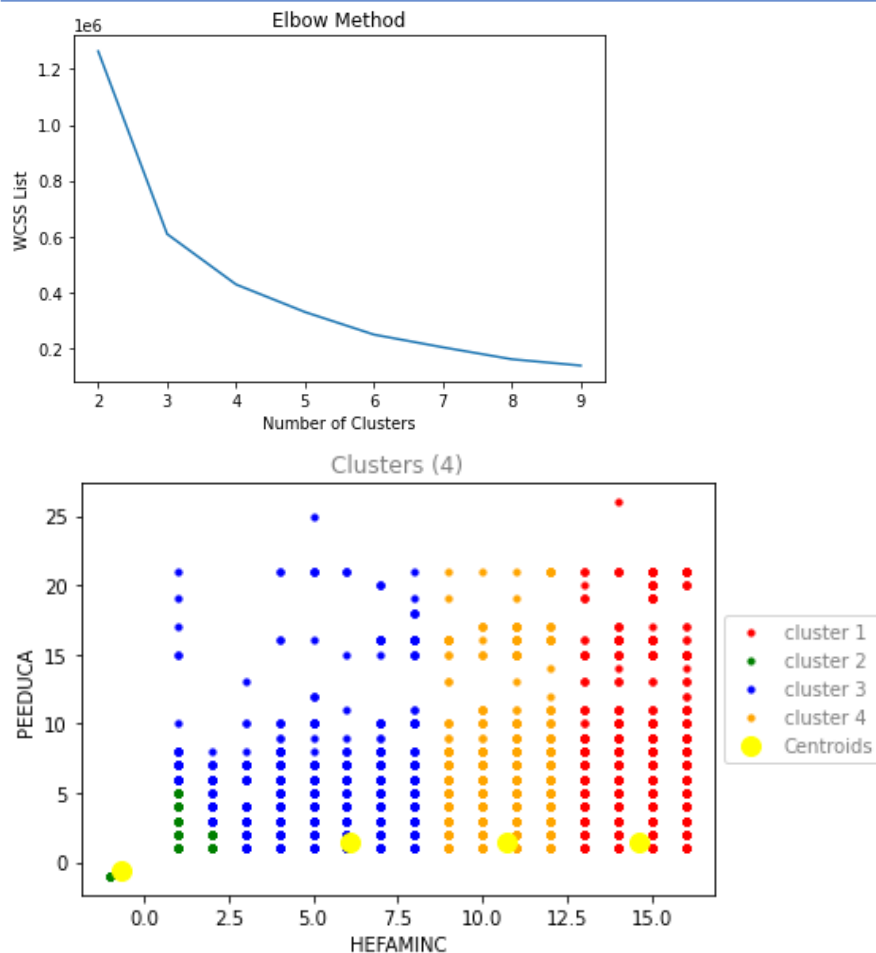 Elbow Method
1e6
1.2
1.0
0.8
0.6
0.4
0.2
WCSS List
2 3 4 5 6 7 8 9
Number of Clusters
Clusters (4)
25
20
15
10
5
0
PEEDUCA
0.0 2.5 5.0 7.5 10.0 12.5 15.0
HEFAMINC
cluster 1
cluster 2
cluster 3
cluster 4
Centroids